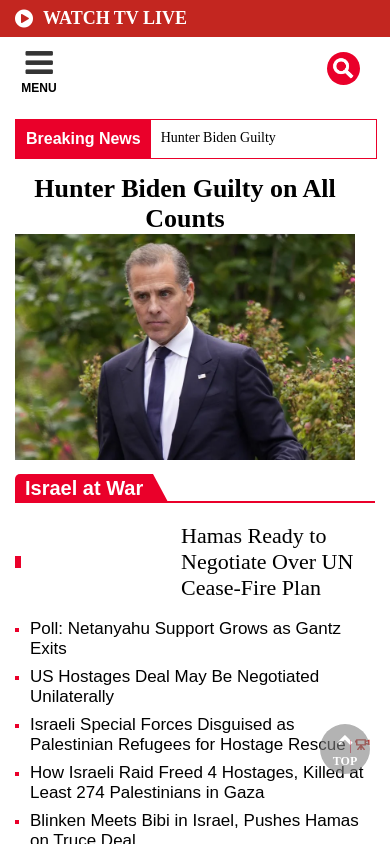 WATCH TV LIVE
MENU
Breaking News
Hunter Biden Guilty
Hunter Biden Guilty on All
Counts
Israel at War
Hamas Ready to
Negotiate Over UN
Cease-Fire Plan
Poll: Netanyahu Support Grows as Gantz
Exits
US Hostages Deal May Be Negotiated
Unilaterally
Israeli Special Forces Disguised as
Palestinian Refugees for Hostage Rescue
How Israeli Raid Freed 4 Hostages, Killed at
Least 274 Palestinians in Gaza
TOP
Blinken Meets Bibi in Israel, Pushes Hamas
on Truce Deal